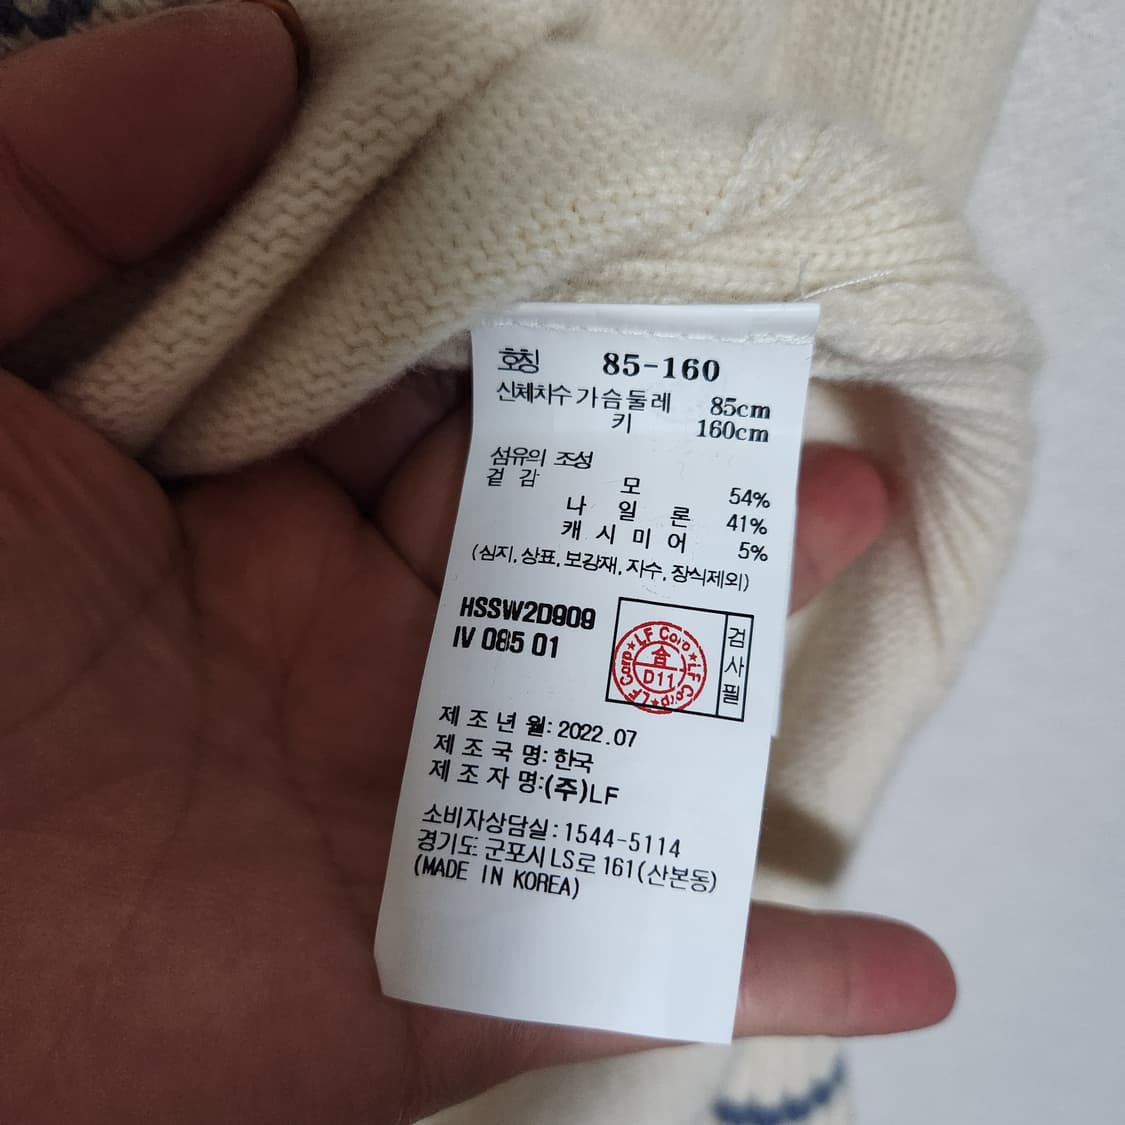 호칭 85-160
신체치수 가슴둘레 85cm
키 160cm
섬유의 조성
겉감 모 54%
나일론 41%
캐시미어 5%
(심지, 상표, 보강재, 자수, 장식제외)
HSSW2D909
IV 085 01
LF Corp ★ LF Corp ★ LF Corp ★
合
D11
검사필
제조년월: 2022.07
제조국명: 한국
제조자명:(주)LF
소비자상담실: 1544-5114
경기도 군포시 LS로 161(산본동)
(MADE IN KOREA)